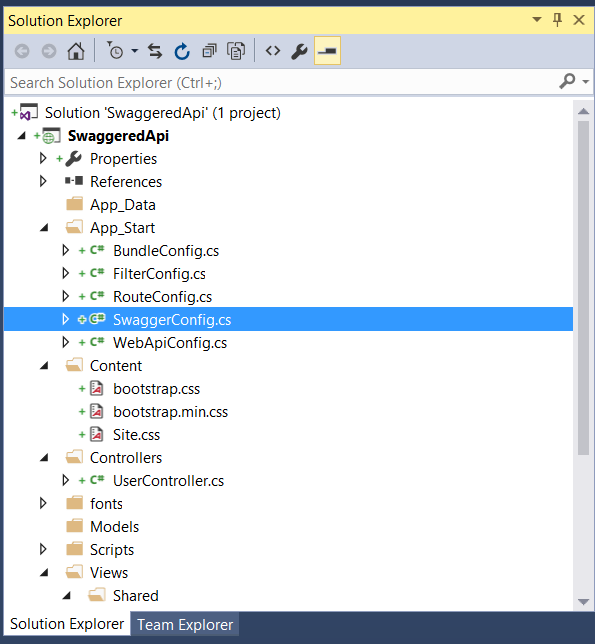 Solution Explorer
Search Solution Explorer (Ctrl+;)
Solution 'SwaggeredApi' (1 project)
SwaggeredApi
Properties
References
App_Data
App_Start
C# BundleConfig.cs
C# FilterConfig.cs
C# RouteConfig.cs
C# SwaggerConfig.cs
C# WebApiConfig.cs
Content
bootstrap.css
bootstrap.min.css
Site.css
Controllers
C# UserController.cs
fonts
Models
Scripts
Views
Shared
Solution Explorer Team Explorer